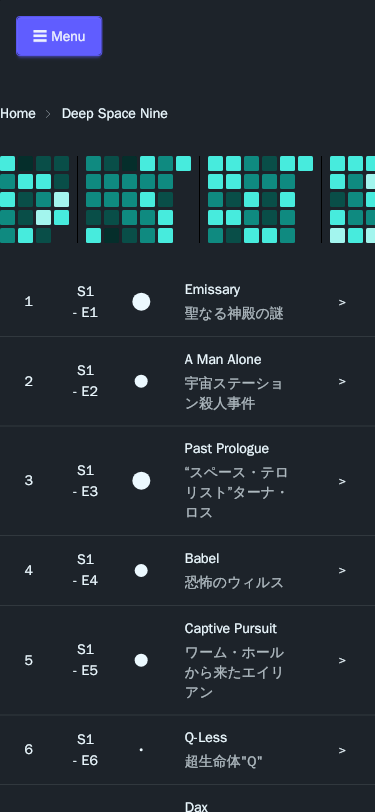 ☰ Menu
Home > Deep Space Nine
1
S1
- E1
Emissary
聖なる神殿の謎
>
2
S1
- E2
A Man Alone
宇宙ステーショ
ン殺人事件
>
3
S1
- E3
Past Prologue
“スペース・テロ
リスト”ターナ・
ロス
>
4
S1
- E4
Babel
恐怖のウィルス
>
5
S1
- E5
Captive Pursuit
ワーム・ホール
から来たエイリ
アン
>
6
S1
- E6
Q-Less
超生命体"Q"
>
Dax